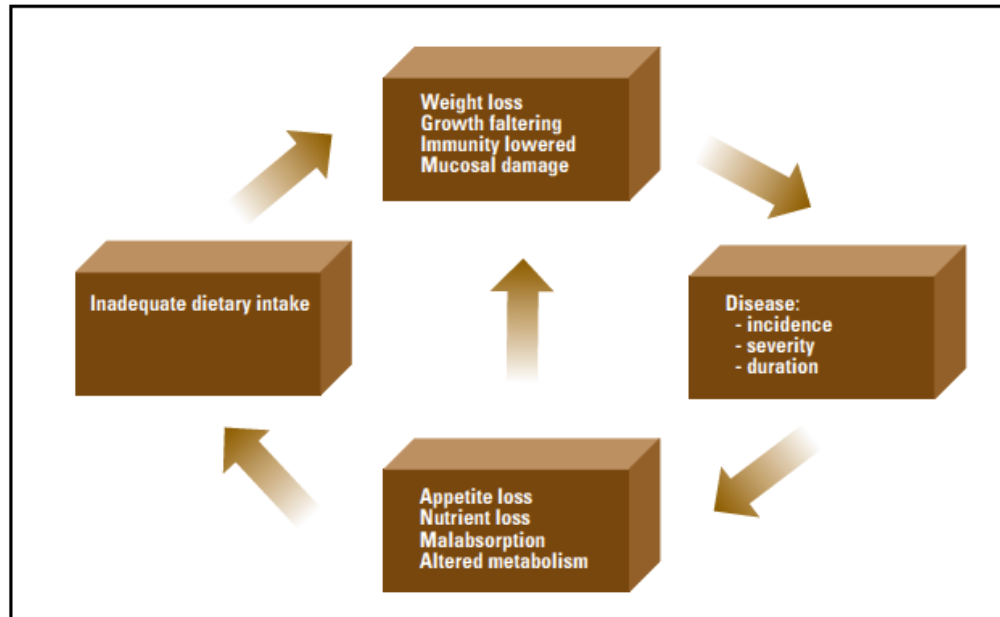 Weight loss
Growth faltering
Immunity lowered
Mucosal damage
Inadequate dietary intake
Disease:
- incidence
- severity
- duration
Appetite loss
Nutrient loss
Malabsorption
Altered metabolism